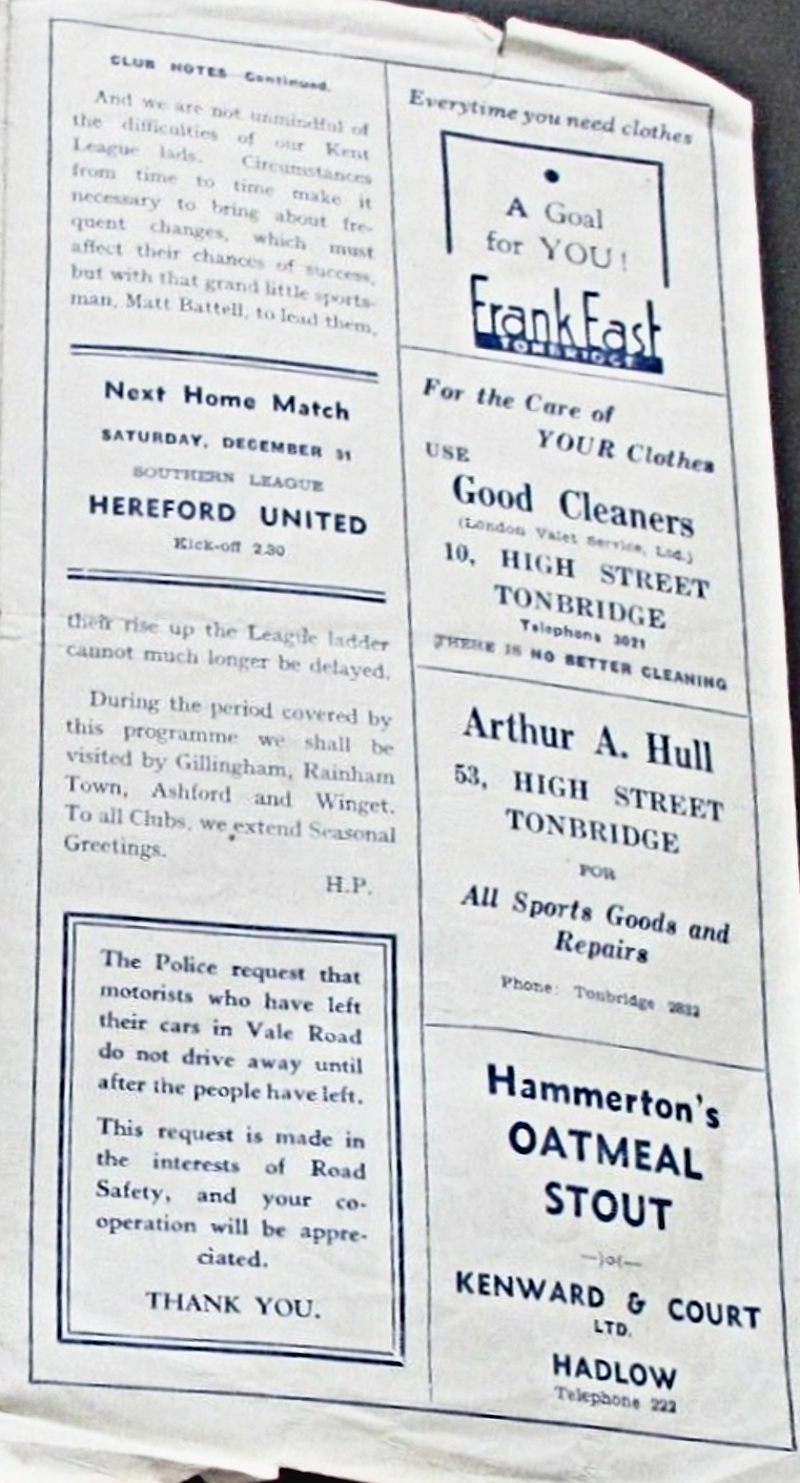 CLUB NOTES Continued.
And we are not unmindful of
the difficulties of our Kent
League lads. Circumstances
from time to time make it
necessary to bring about fre-
quent changes, which must
affect their chances of success,
but with that grand little sports-
man, Matt Battell, to lead them,
Next Home Match
SATURDAY, DECEMBER 31
SOUTHERN LEAGUE
HEREFORD UNITED
Kick-off 2.30
their rise up the League ladder
cannot much longer be delayed.
During the period covered by
this programme we shall be
visited by Gillingham, Rainham
Town, Ashford and Winget.
To all Clubs, we extend Seasonal
Greetings.
H.P.
The Police request that
motorists who have left
their cars in Vale Road
do not drive away until
after the people have left.
This request is made in
the interests of Road
Safety, and your co-
operation will be appre-
ciated.
THANK YOU.
Everytime you need clothes
A Goal
for YOU!
Frank East
TONBRIDGE
For the Care of
YOUR Clothes
USE
Good Cleaners
(London Valet Service, Ltd.)
10, HIGH STREET
TONBRIDGE
Telephone 3021
THERE IS NO BETTER CLEANING
Arthur A. Hull
53, HIGH STREET
TONBRIDGE
FOR
All Sports Goods and
Repairs
Phone: Tonbridge 2832
Hammerton's
OATMEAL
STOUT
KENWARD & COURT
LTD.
HADLOW
Telephone 222